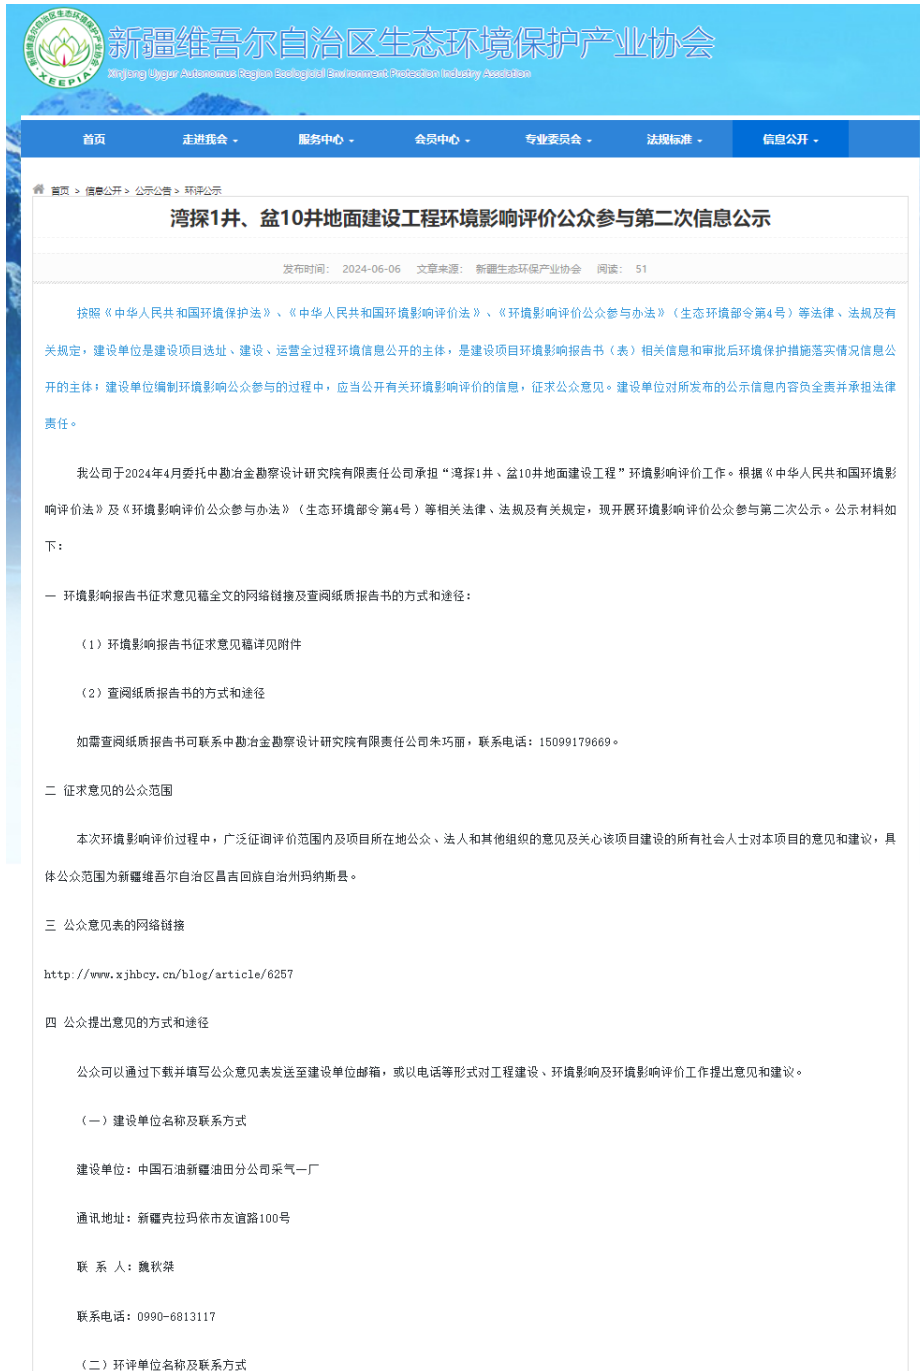 新疆维吾尔自治区生态环境保护产业协会
XEEPIA
新疆维吾尔自治区生态环境保护产业协会
Xinjiang Uygur Autonomous Region Ecological Environment Protection Industry Assoiation
首页 走进我会 服务中心 会员中心 专业委员会 法规标准 信息公开
首页 > 信息公开 > 公示公告 > 环评公示
湾探1井、盆10井地面建设工程环境影响评价公众参与第二次信息公示
发布时间： 2024-06-06 文章来源： 新疆生态环保产业协会 阅读： 51
按照《中华人民共和国环境保护法》、《中华人民共和国环境影响评价法》、《环境影响评价公众参与办法》（生态环境部令第4号）等法律、法规及有
关规定，建设单位是建设项目选址、建设、运营全过程环境信息公开的主体，是建设项目环境影响报告书（表）相关信息和审批后环境保护措施落实情况信息公
开的主体；建设单位编制环境影响公众参与的过程中，应当公开有关环境影响评价的信息，征求公众意见。建设单位对所发布的公示信息内容负全责并承担法律
责任。
我公司于2024年4月委托中勘冶金勘察设计研究院有限责任公司承担“湾探1井、盆10井地面建设工程”环境影响评价工作。根据《中华人民共和国环境影
响评价法》及《环境影响评价公众参与办法》（生态环境部令第4号）等相关法律、法规及有关规定，现开展环境影响评价公众参与第二次公示。公示材料如
下：
一 环境影响报告书征求意见稿全文的网络链接及查阅纸质报告书的方式和途径：
（1）环境影响报告书征求意见稿详见附件
（2）查阅纸质报告书的方式和途径
如需查阅纸质报告书可联系中勘冶金勘察设计研究院有限责任公司朱巧丽，联系电话：15099179669。
二 征求意见的公众范围
本次环境影响评价过程中，广泛征询评价范围内及项目所在地公众、法人和其他组织的意见及关心该项目建设的所有社会人士对本项目的意见和建议，具
体公众范围为新疆维吾尔自治区昌吉回族自治州玛纳斯县。
三 公众意见表的网络链接
http://www.xjhbcy.cn/blog/article/6257
四 公众提出意见的方式和途径
公众可以通过下载并填写公众意见表发送至建设单位邮箱，或以电话等形式对工程建设、环境影响及环境影响评价工作提出意见和建议。
（一）建设单位名称及联系方式
建设单位：中国石油新疆油田分公司采气一厂
通讯地址：新疆克拉玛依市友谊路100号
联 系 人：魏秋桀
联系电话：0990-6813117
（二）环评单位名称及联系方式